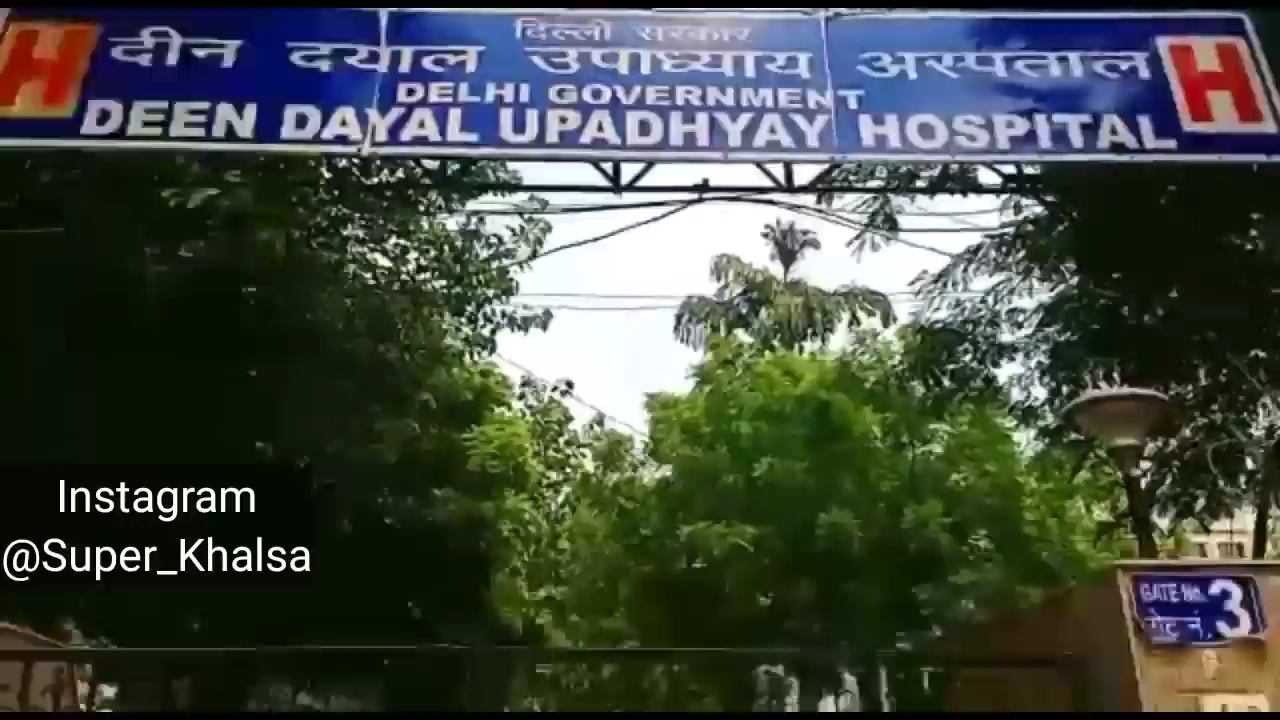 दिल्ली सरकार
H दीन दयाल उपाध्याय अस्पताल H
DELHI GOVERNMENT
DEEN DAYAL UPADHYAY HOSPITAL
Instagram
@Super_Khalsa
GATE No. 3
गेट नं.